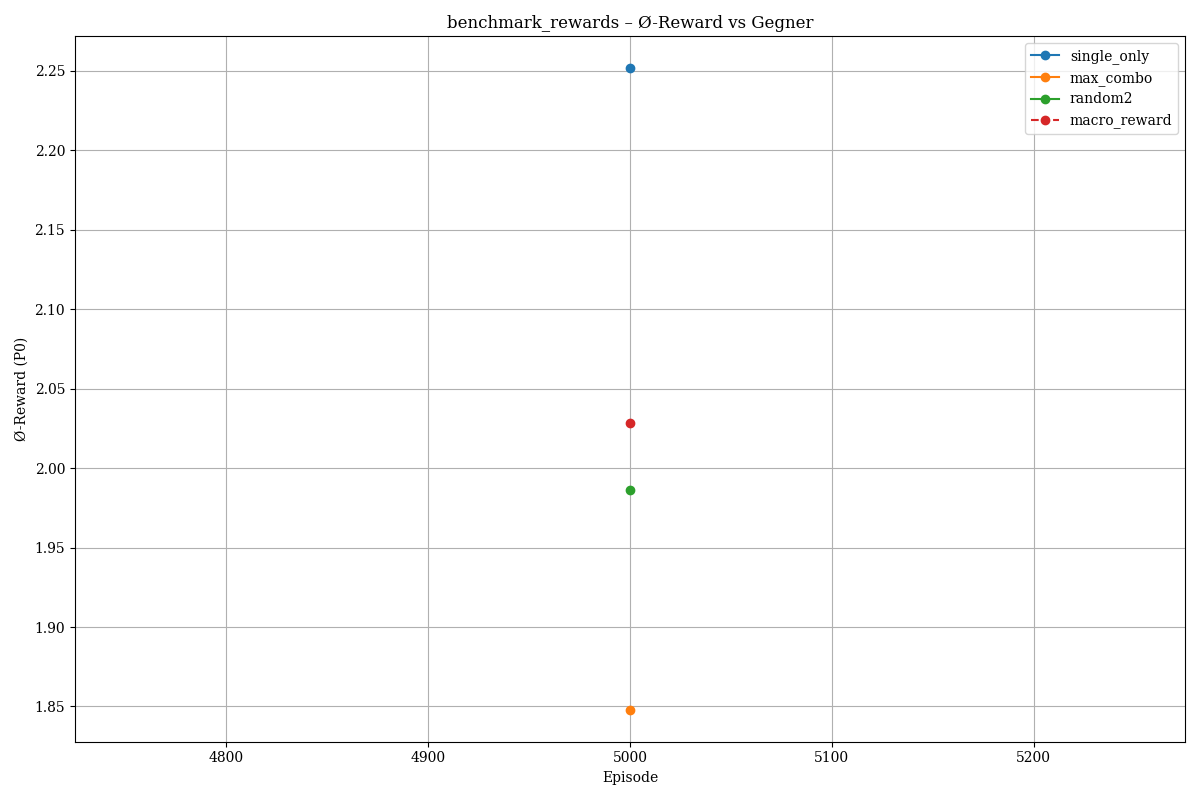 benchmark_rewards – Ø-Reward vs Gegner
single_only
max_combo
random2
macro_reward
Ø-Reward (P0)
2.25
2.20
2.15
2.10
2.05
2.00
1.95
1.90
1.85
4800
4900
5000
5100
5200
Episode